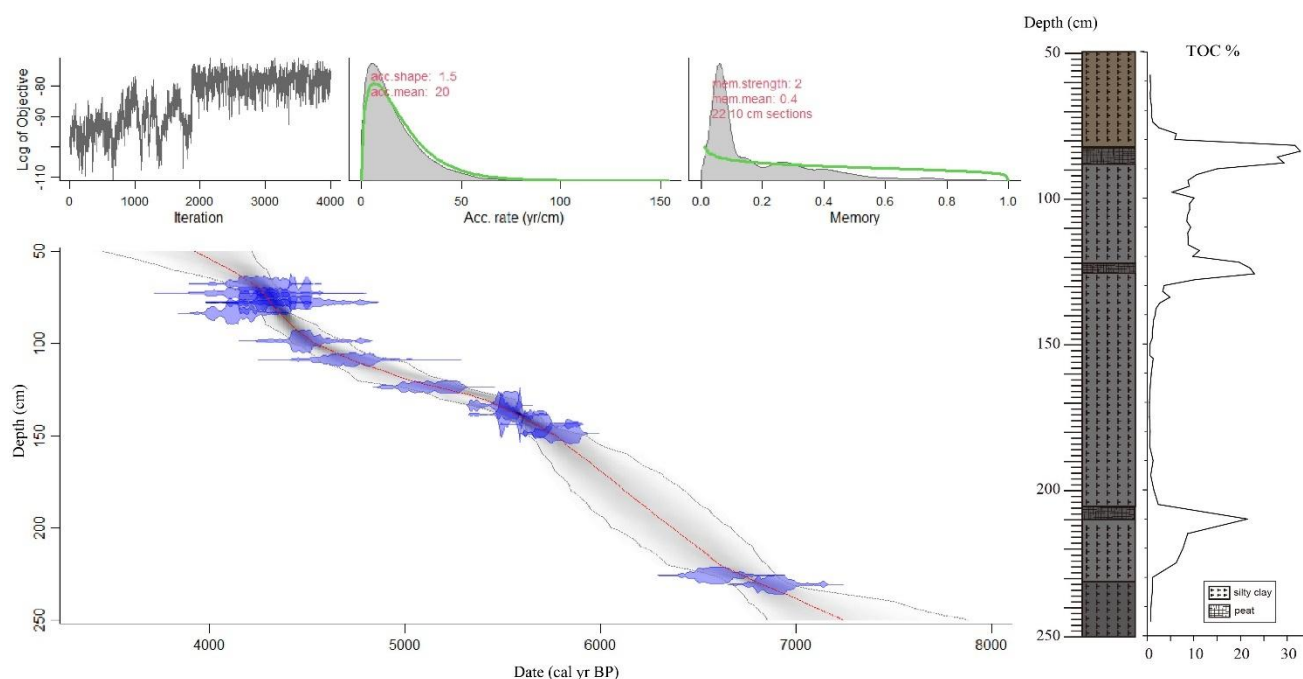 Log of Objective
-110
-90
-80
0
1000
2000
3000
4000
Iteration
acc.shape: 1.5
acc.mean: 20
0
50
100
150
Acc. rate (yr/cm)
mem.strength: 2
mem.mean: 0.4
22 10 cm sections
0.0
0.2
0.4
0.6
0.8
1.0
Memory
Depth (cm)
50
100
150
200
250
4000
5000
6000
7000
8000
Date (cal yr BP)
Depth (cm)
TOC %
50
100
150
200
250
silty clay
peat
0
10
20
30